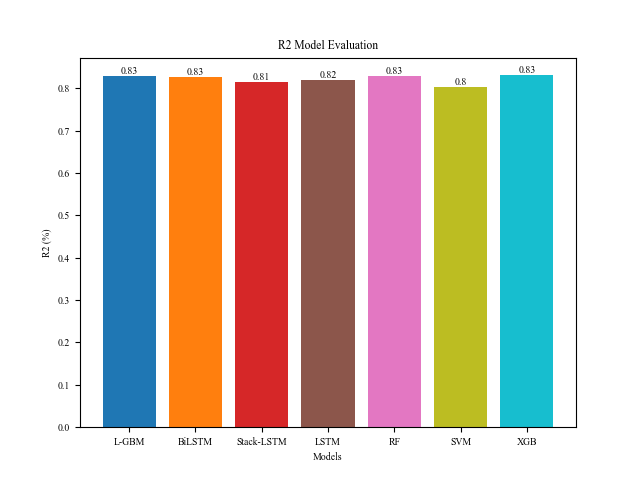 R2 Model Evaluation
0.83
0.83
0.81
0.82
0.83
0.8
0.83
0.8
0.7
0.6
0.5
0.4
0.3
0.2
0.1
0.0
R2 (%)
L-GBM
BiLSTM
Stack-LSTM
LSTM
RF
SVM
XGB
Models